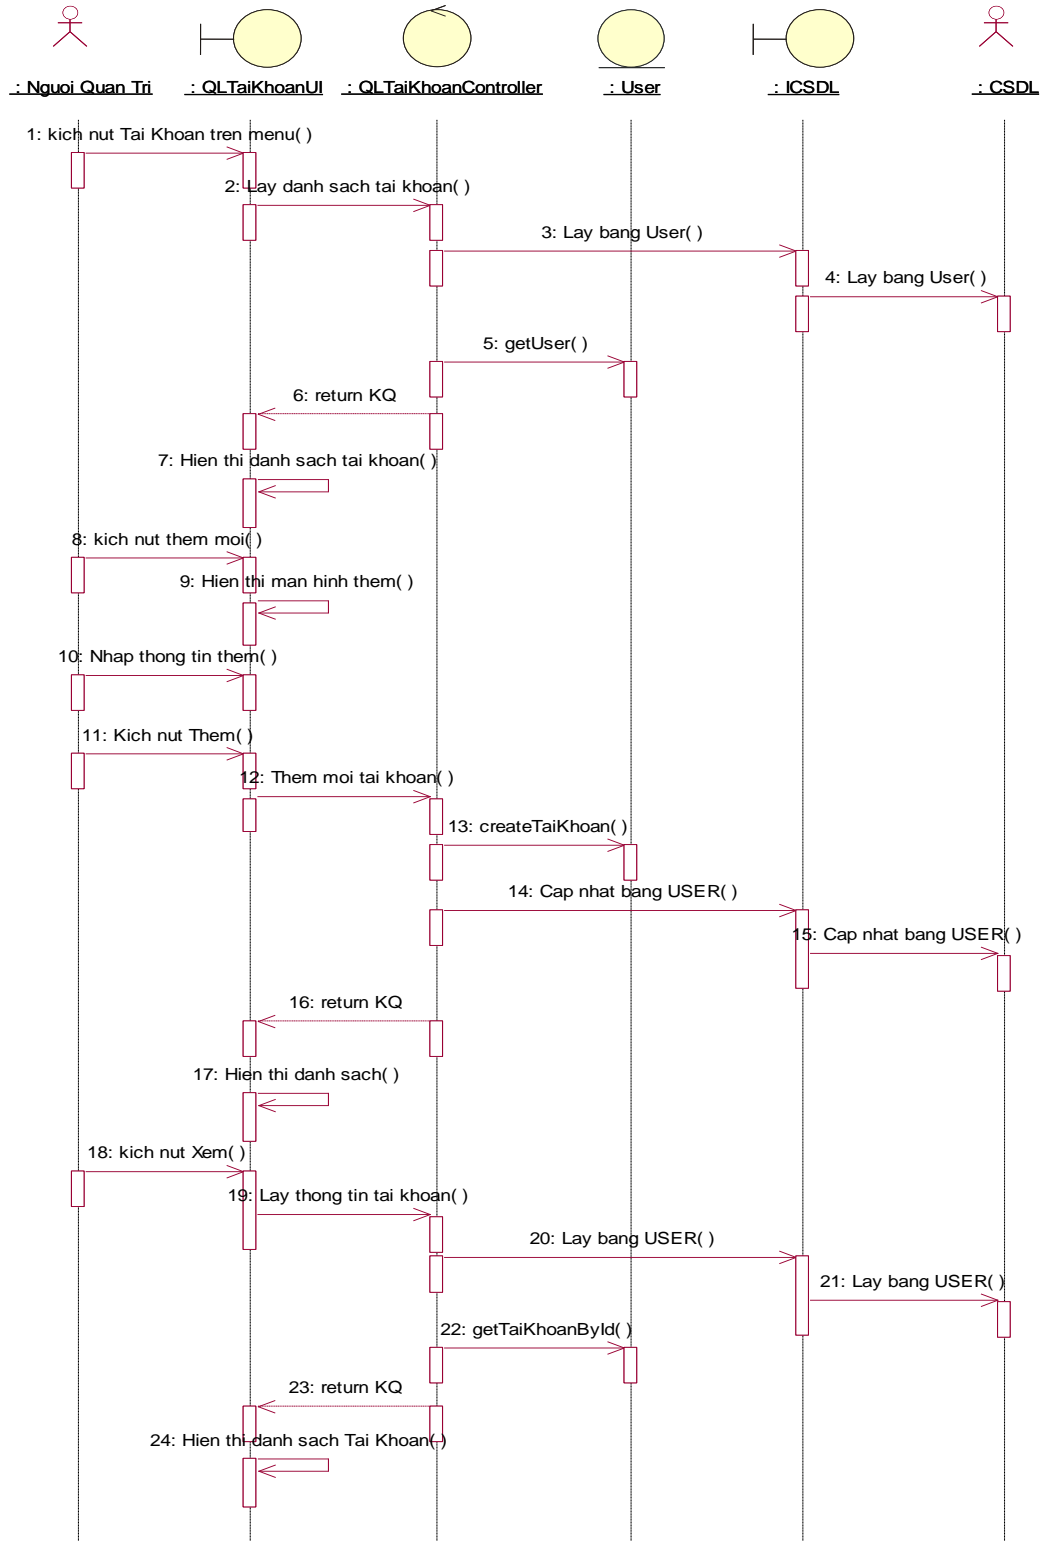 : Nguoi Quan Tri
: QLTaiKhoanUI
: QLTaiKhoanController
: User
: ICSDL
: CSDL
1: kich nut Tai Khoan tren menu( )
2: Lay danh sach tai khoan( )
3: Lay bang User( )
4: Lay bang User( )
5: getUser( )
6: return KQ
7: Hien thi danh sach tai khoan( )
8: kich nut them moi( )
9: Hien thi man hinh them( )
10: Nhap thong tin them( )
11: Kich nut Them( )
12: Them moi tai khoan( )
13: createTaiKhoan( )
14: Cap nhat bang USER( )
15: Cap nhat bang USER( )
16: return KQ
17: Hien thi danh sach( )
18: kich nut Xem( )
19: Lay thong tin tai khoan( )
20: Lay bang USER( )
21: Lay bang USER( )
22: getTaiKhoanById( )
23: return KQ
24: Hien thi danh sach Tai Khoan( )